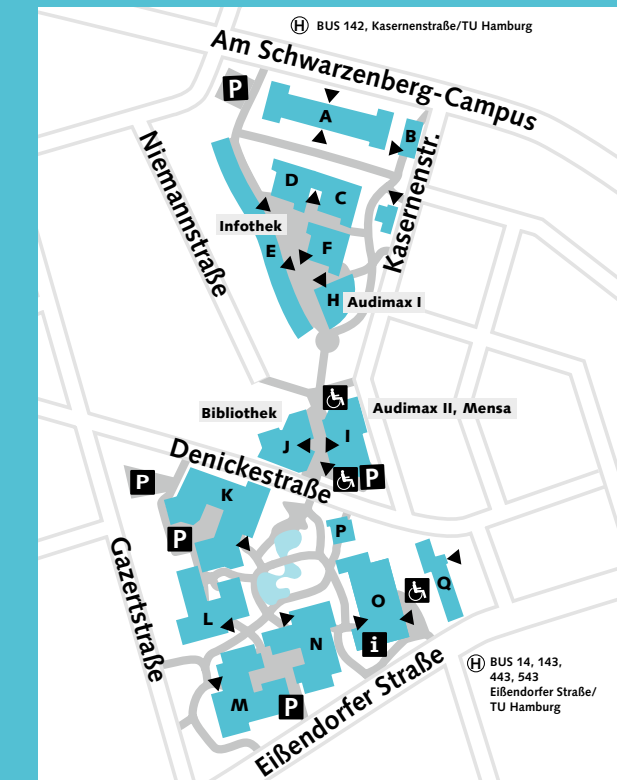 H BUS 142, Kasernenstraße/TU Hamburg
Am Schwarzenberg-Campus
P
A
B
Niemannstraße
Kasernenstr.
D
C
Infothek
E
F
H
Audimax I
Bibliothek
Audimax II, Mensa
J
I
Denickestraße
P
P
K
P
P
Gazertstraße
L
O
Q
N
i
M
P
Eißendorfer Straße
H BUS 14, 143,
443, 543
Eißendorfer Straße/
TU Hamburg